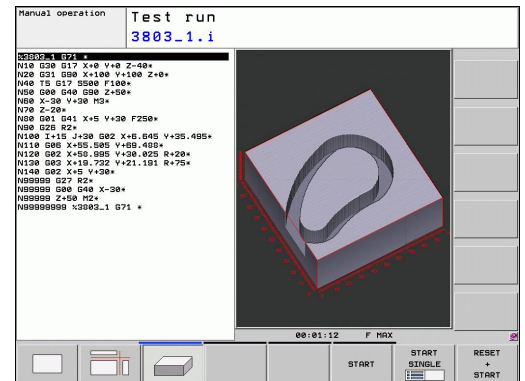 Manual operation
Test run
3803_1.i
%3803_1 G71 *
N10 G30 G17 X+0 Y+0 Z-40*
N20 G31 G90 X+100 Y+100 Z+0*
N40 T5 G17 S500 F100*
N50 G00 G40 G90 Z+50*
N60 X-30 Y+30 M3*
N70 Z-20*
N80 G01 G41 X+5 Y+30 F250*
N90 G26 R2*
N100 I+15 J+30 G02 X+6.645 Y+35.495*
N110 G06 X+55.505 Y+69.488*
N120 G02 X+58.995 Y+30.025 R+20*
N130 G03 X+19.732 Y+21.191 R+75*
N140 G02 X+5 Y+30*
N99999 G27 R2*
N99999 G00 G40 X-30*
N99999 Z+50 M2*
N99999999 %3803_1 G71 *
00:01:12 F MAX
START
START
SINGLE
RESET
+
START